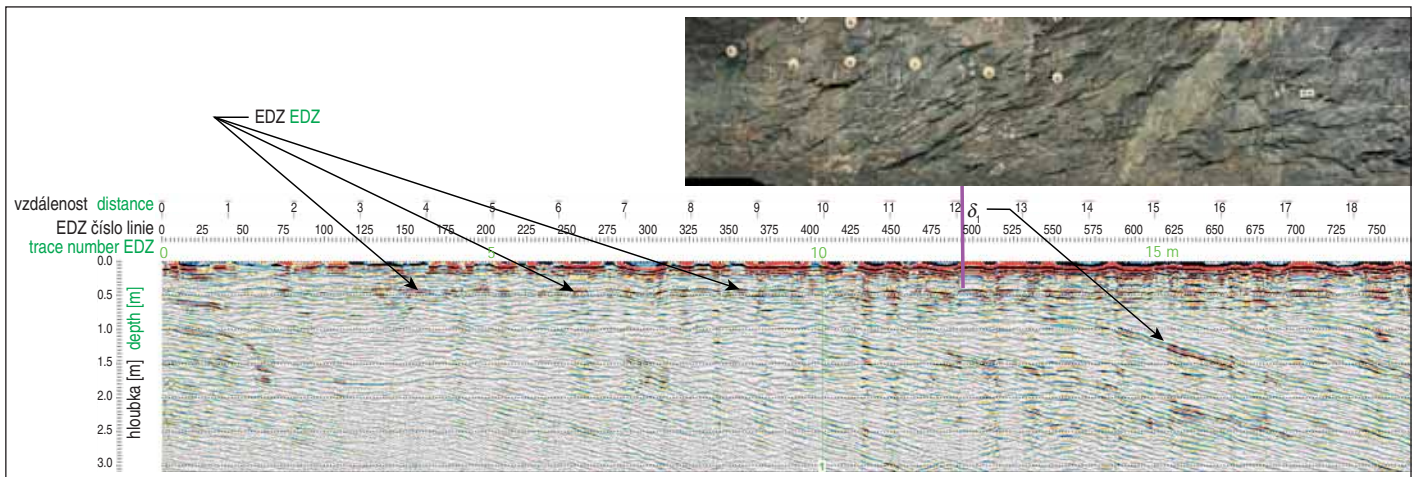 EDZ EDZ
vzdálenost distance 0 1 2 3 4 5 6 7 8 9 10 11 12 13 14 15 16 17 18
δ1
EDZ číslo linie 0 25 50 75 100 125 150 175 200 225 250 275 300 325 350 375 400 425 450 475 500 525 550 575 600 625 650 675 700 725 750
trace number EDZ 0 5 10 15 m
hloubka [m] depth [m]
0.0
0.5
1.0
1.5
2.0
2.5
3.0
1